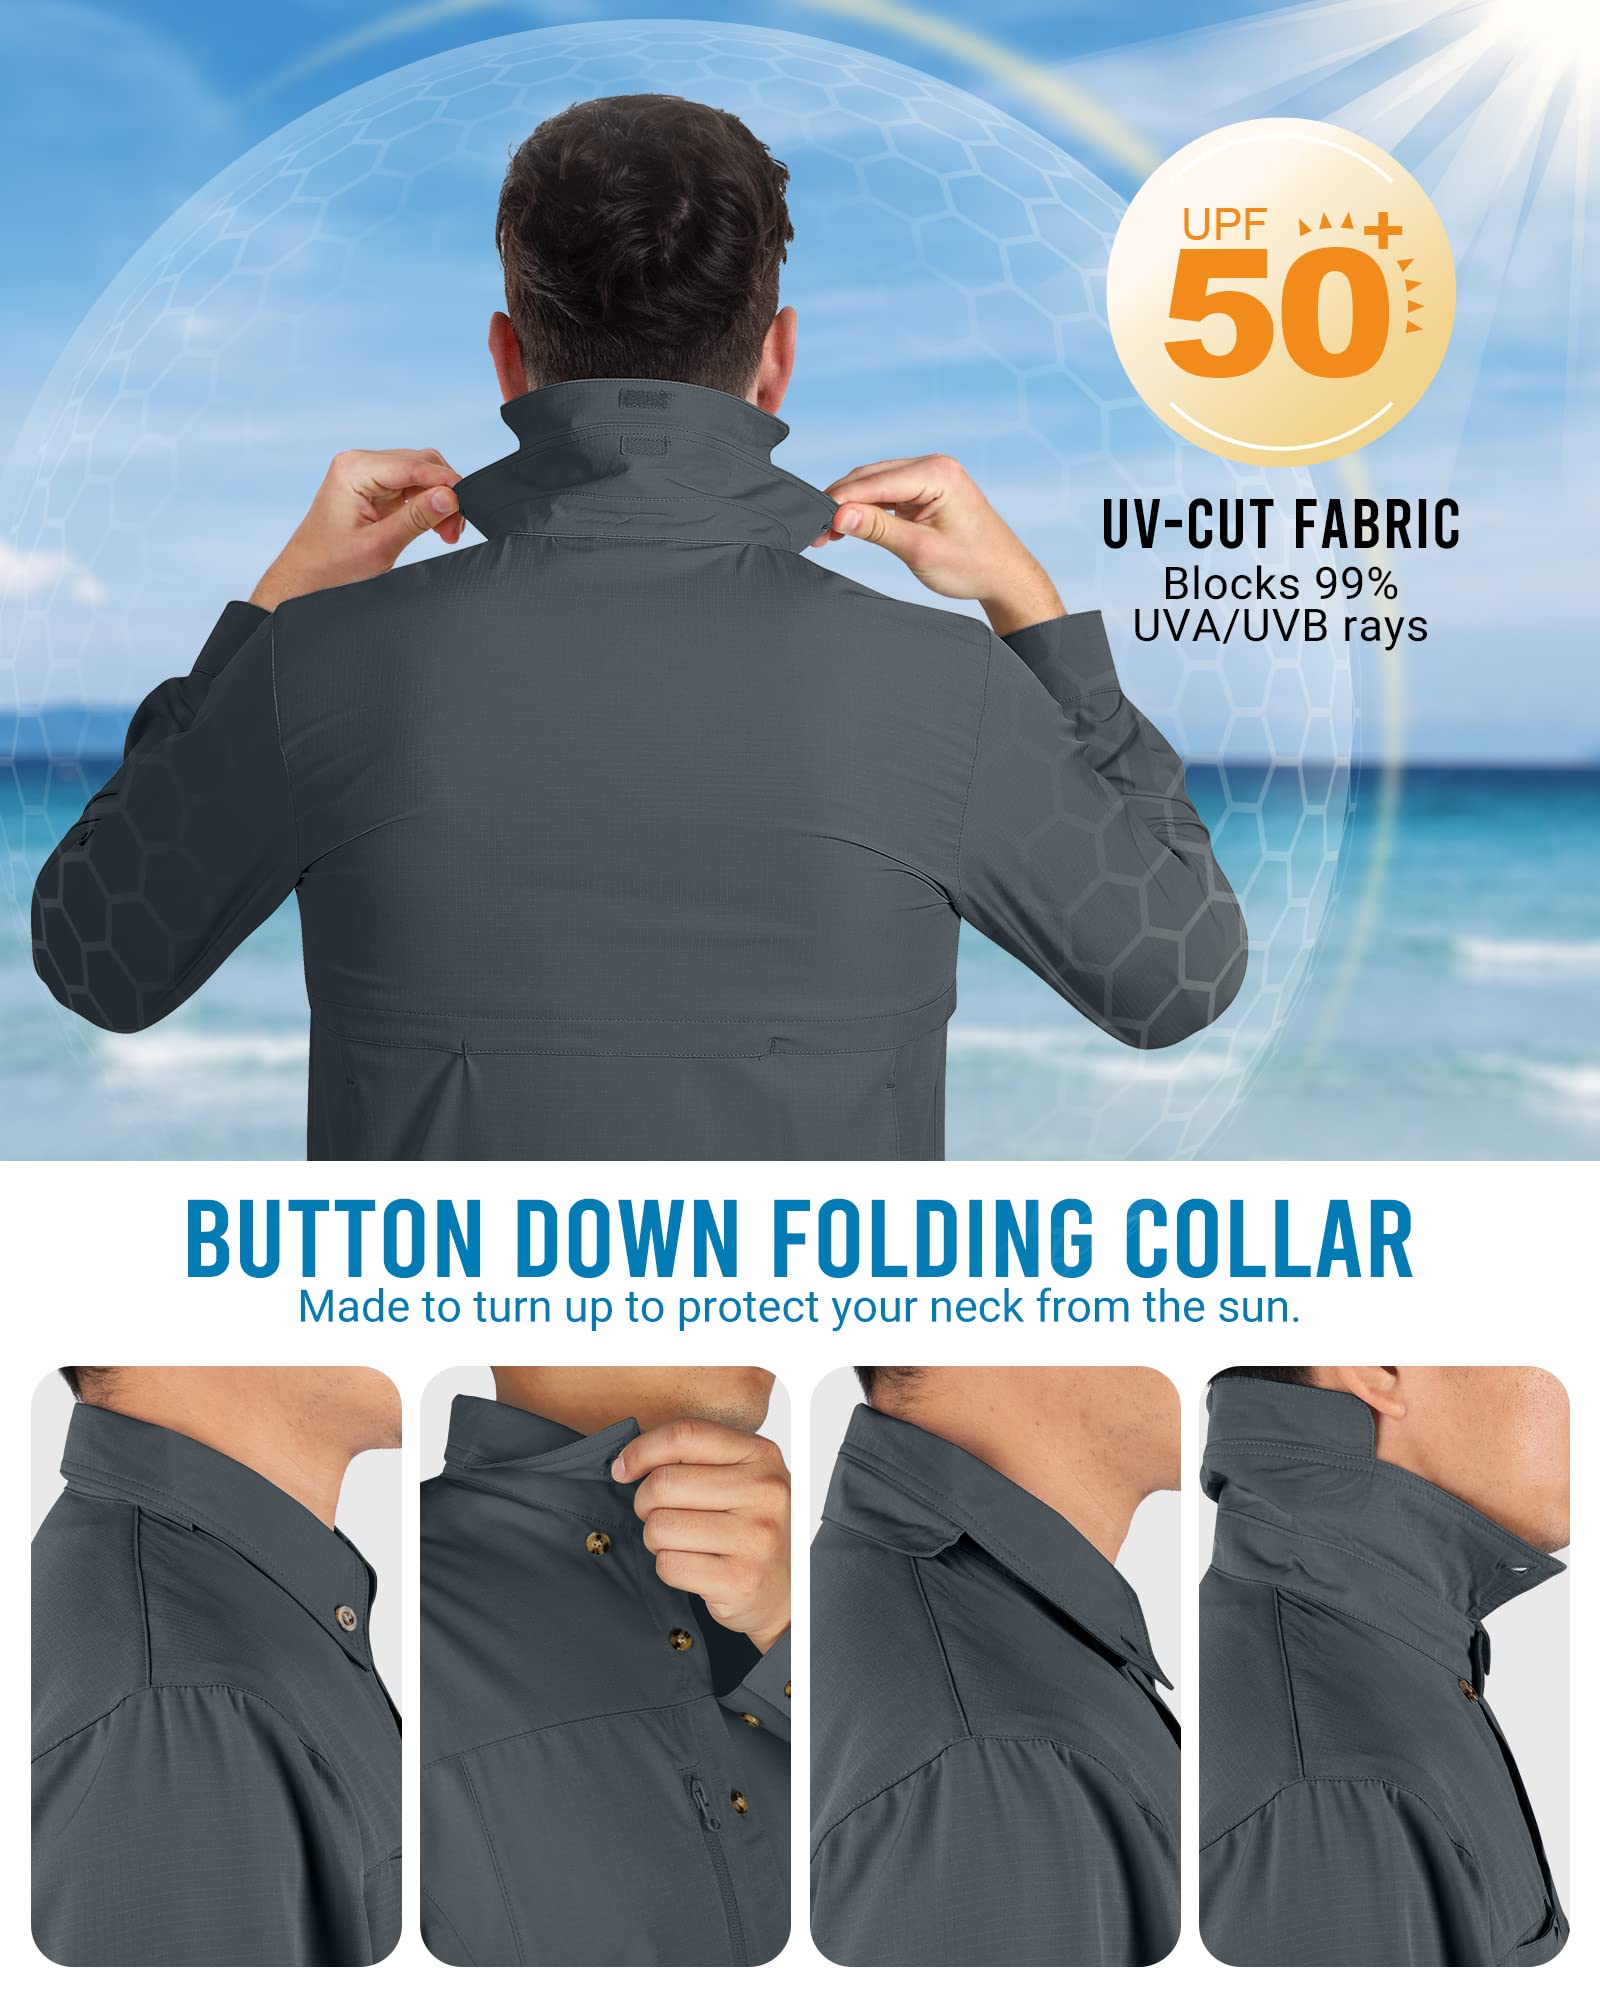 UPF
50+
UV-CUT FABRIC
Blocks 99%
UVA/UVB rays
BUTTON DOWN FOLDING COLLAR
Made to turn up to protect your neck from the sun.